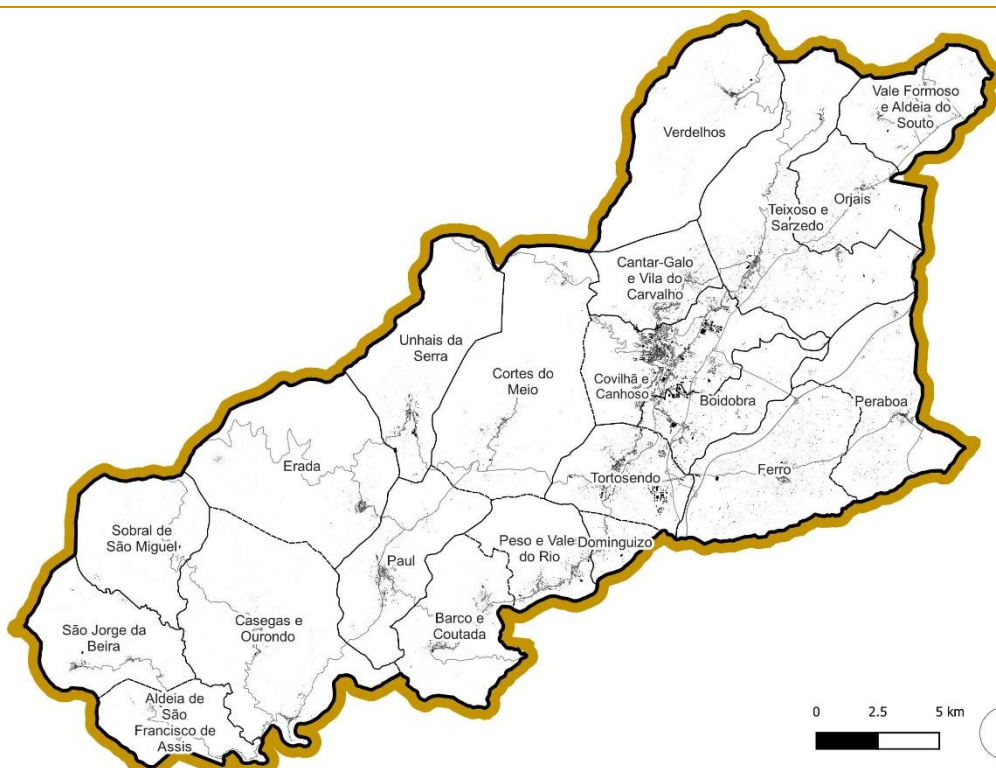 Vale Formoso
e Aldeia do
Souto
Verdelhos
Orjais
Teixoso e
Sarzedo
Cantar-Galo
e Vila do
Carvalho
Unhais da
Serra
Cortes do
Meio
Covilhã e
Canhoso
Boidobra
Peraboa
Erada
Ferro
Tortosendo
Sobral de
São Miguel
Peso e Vale
do Rio
Dominguizo
Paul
Casegas e
Ourondo
Barco e
Coutada
São Jorge da
Beira
Aldeia de
São
Francisco de
Assis
0 2.5 5 km